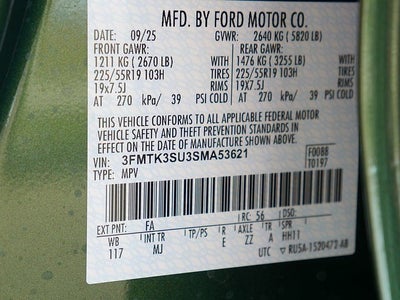 MFD. BY FORD MOTOR CO.
DATE: 09/25 GVWR: 2640 KG ( 5820 LB)
FRONT GAWR: REAR GAWR:
1211 KG ( 2670 LB) WITH 1476 KG ( 3255 LB) WITH
225/55R19 103H TIRES 225/55R19 103H TIRES
19x7.5J RIMS 19x7.5J RIMS
AT 270 kPa/ 39 PSI COLD AT 270 kPa/ 39 PSI COLD
THIS VEHICLE CONFORMS TO ALL APPLICABLE FEDERAL MOTOR
VEHICLE SAFETY AND THEFT PREVENTION STANDARDS IN
EFFECT ON THE DATE OF MANUFACTURE SHOWN ABOVE.
VIN: 3FMTK3SU3SMA53621 F0088
TYPE: MPV T0197
EXT PNT: FA RC: 56 DSO:
WB INT TR TP/PS R AXLE TR SPR
117 MJ E ZZ A HH11
UTC RU5A-1520472-AB